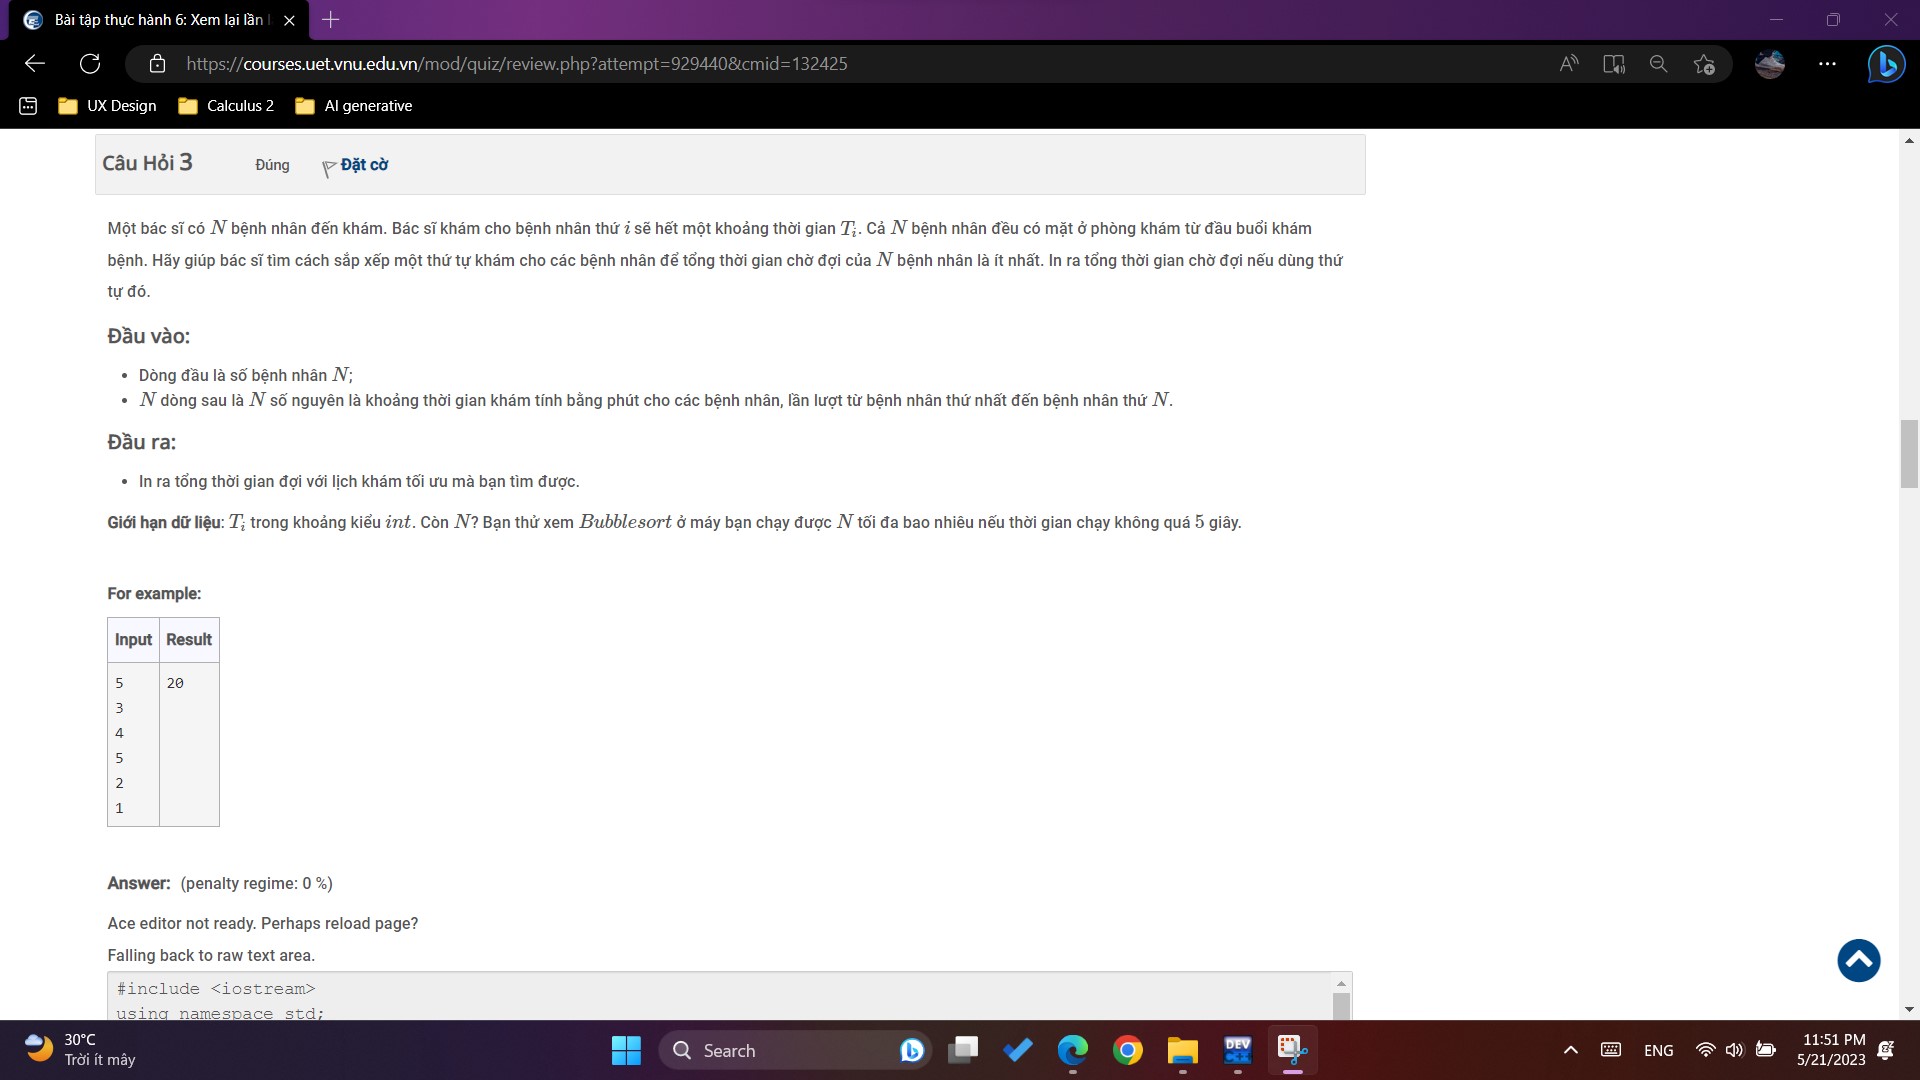 Bài tập thực hành 6: Xem lại lần l
https://courses.uet.vnu.edu.vn/mod/quiz/review.php?attempt=929440&cmid=132425
UX Design Calculus 2 AI generative
Câu Hỏi 3 Đúng Đặt cờ
Một bác sĩ có N bệnh nhân đến khám. Bác sĩ khám cho bệnh nhân thứ i sẽ hết một khoảng thời gian Tᵢ. Cả N bệnh nhân đều có mặt ở phòng khám từ đầu buổi khám
bệnh. Hãy giúp bác sĩ tìm cách sắp xếp một thứ tự khám cho các bệnh nhân để tổng thời gian chờ đợi của N bệnh nhân là ít nhất. In ra tổng thời gian chờ đợi nếu dùng thứ
tự đó.
Đầu vào:
• Dòng đầu là số bệnh nhân N;
• N dòng sau là N số nguyên là khoảng thời gian khám tính bằng phút cho các bệnh nhân, lần lượt từ bệnh nhân thứ nhất đến bệnh nhân thứ N.
Đầu ra:
• In ra tổng thời gian đợi với lịch khám tối ưu mà bạn tìm được.
Giới hạn dữ liệu: Tᵢ trong khoảng kiểu int. Còn N? Bạn thử xem Bubblesort ở máy bạn chạy được N tối đa bao nhiêu nếu thời gian chạy không quá 5 giây.
For example:
Input Result
5 20
3
4
5
2
1
Answer: (penalty regime: 0 %)
Ace editor not ready. Perhaps reload page?
Falling back to raw text area.
#include <iostream>
using namespace std;
30°C
Trời ít mây
Search
DEV
ENG
11:51 PM
5/21/2023